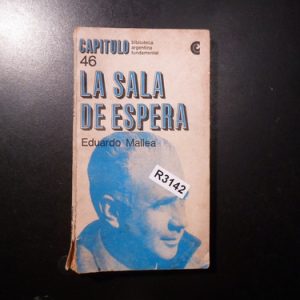 CAPITULO
biblioteca
argentina
fundamental
46
LA SALA
DE ESPERA
Eduardo Mallea
R3142